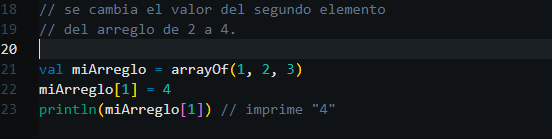 18 // se cambia el valor del segundo elemento
19 // del arreglo de 2 a 4.
20
21 val miArreglo = arrayOf(1, 2, 3)
22 miArreglo[1] = 4
23 println(miArreglo[1]) // imprime "4"